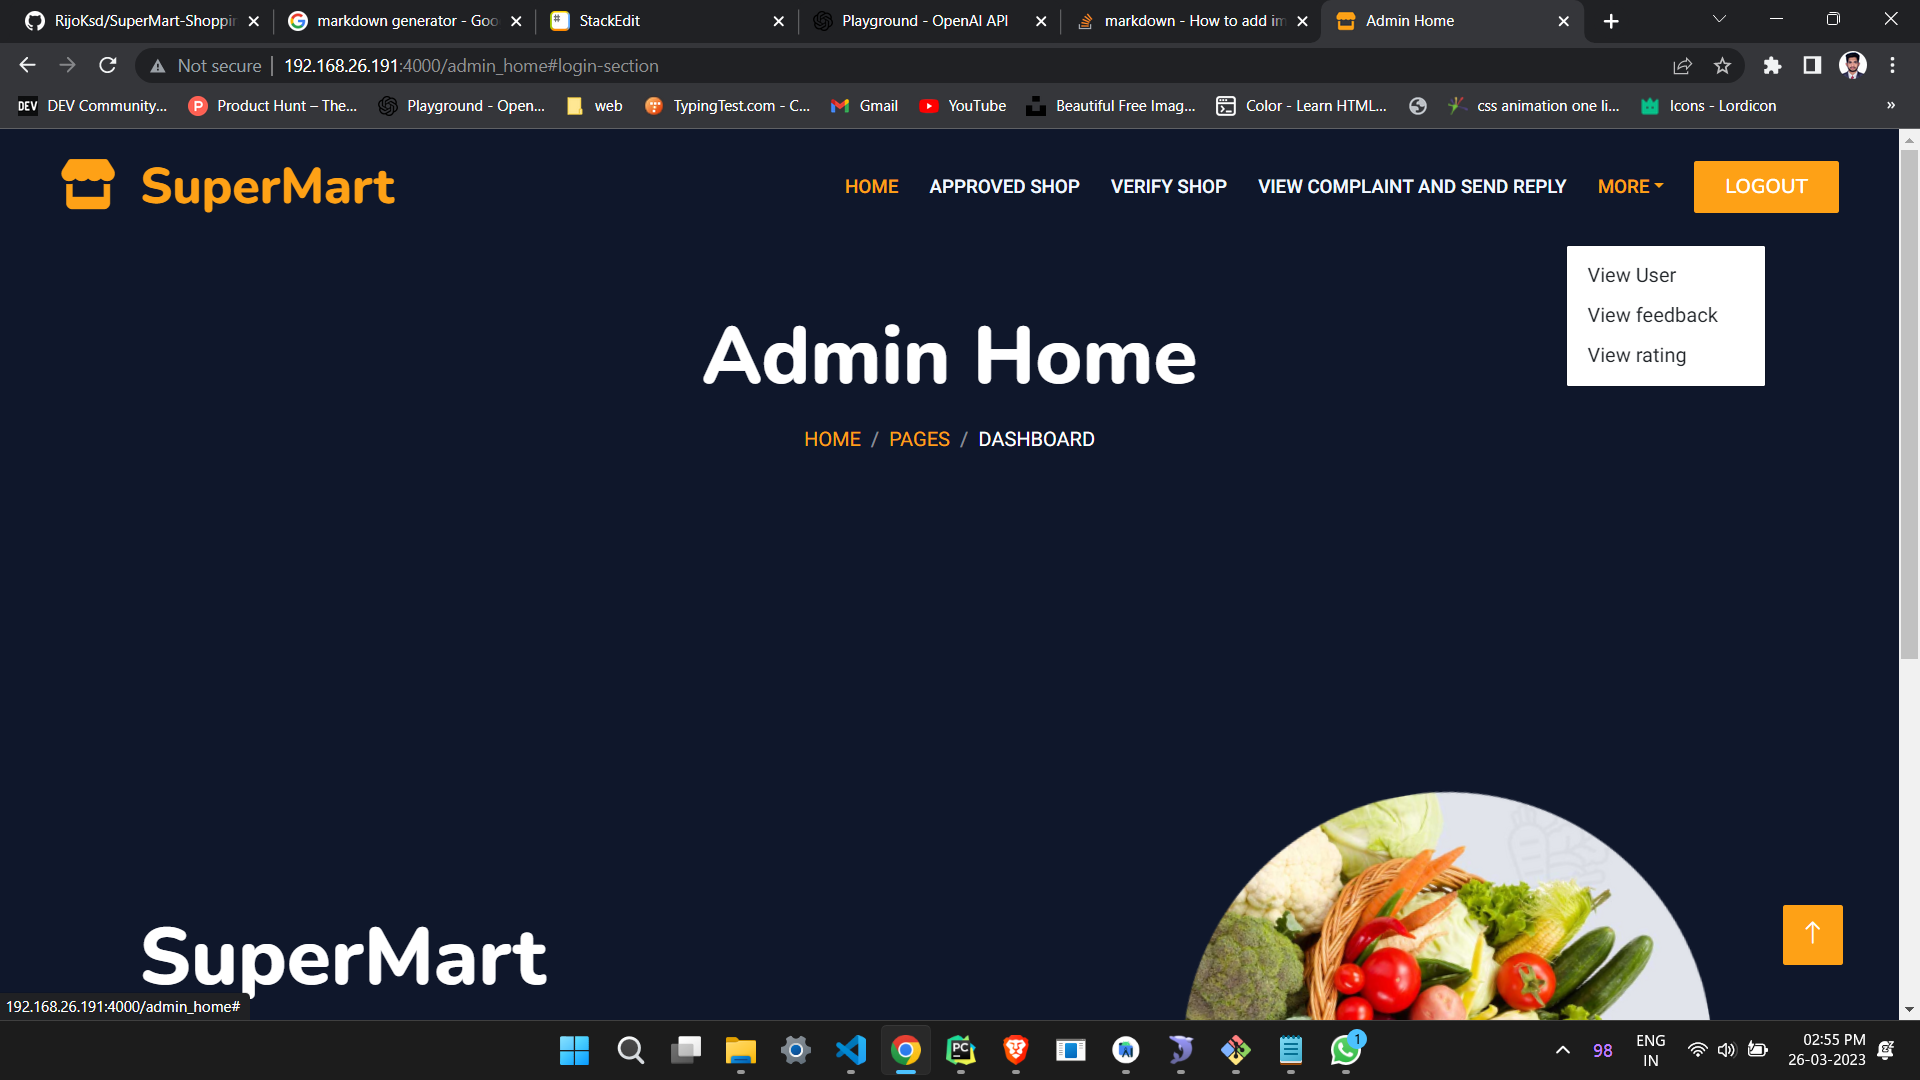 RijoKsd/SuperMart-Shoppin
markdown generator - Goo
StackEdit
Playground - OpenAI API
markdown - How to add im
Admin Home
Not secure
192.168.26.191:4000/admin_home#login-section
DEV DEV Community...
Product Hunt – The...
Playground - Open...
web
TypingTest.com - C...
Gmail
YouTube
Beautiful Free Imag...
Color - Learn HTML...
css animation one li...
Icons - Lordicon
»
SuperMart
HOME
APPROVED SHOP
VERIFY SHOP
VIEW COMPLAINT AND SEND REPLY
MORE
LOGOUT
View User
View feedback
View rating
Admin Home
HOME / PAGES / DASHBOARD
SuperMart
192.168.26.191:4000/admin_home#
PC
1
98
ENG
IN
02:55 PM
26-03-2023